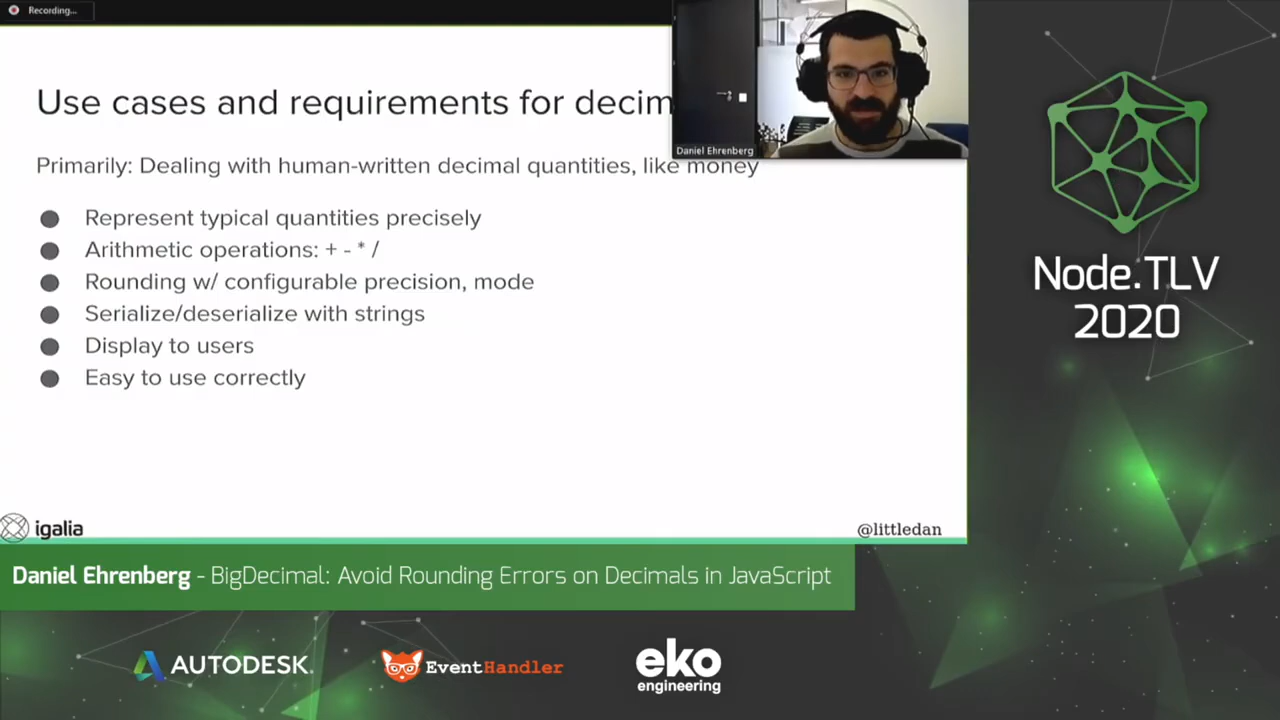 Recording...
Use cases and requirements for decim
Daniel Ehrenberg
Primarily: Dealing with human-written decimal quantities, like money
● Represent typical quantities precisely
● Arithmetic operations: + - * /
● Rounding w/ configurable precision, mode
● Serialize/deserialize with strings
● Display to users
● Easy to use correctly
igalia
@littledan
Node.TLV
2020
Daniel Ehrenberg - BigDecimal: Avoid Rounding Errors on Decimals in JavaScript
AUTODESK.
EventHandler
eko
engineering